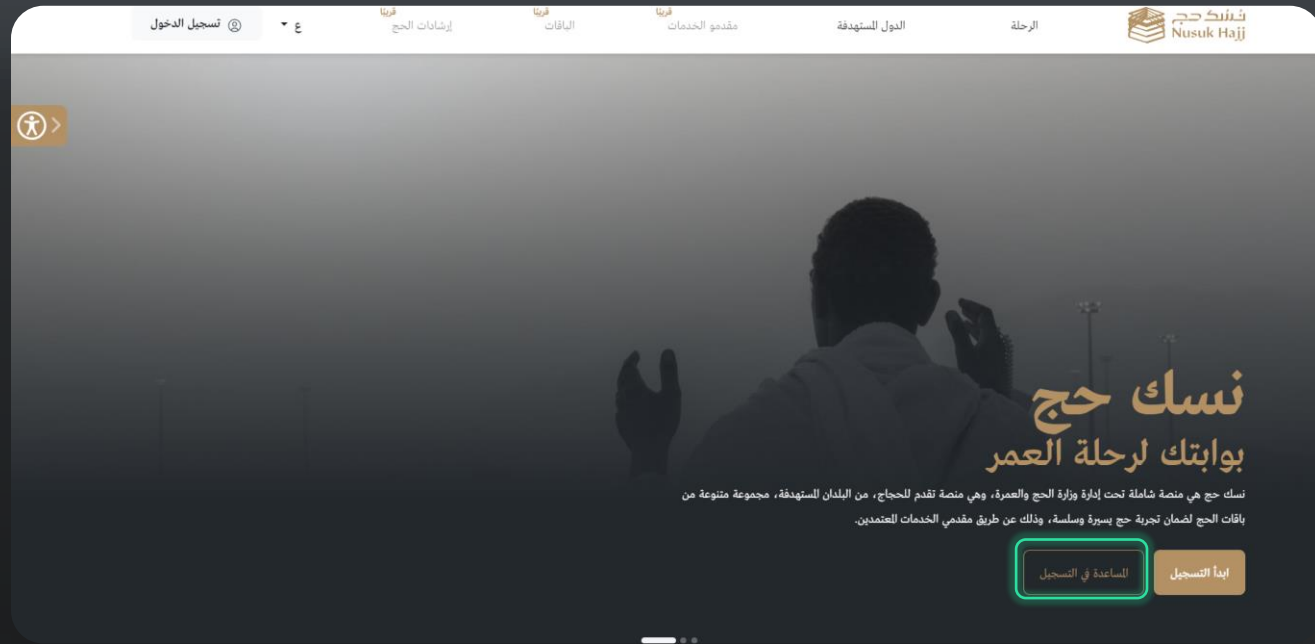 نسك حج
Nusuk Hajj
الرحلة
الدول المستهدفة
قريبًا
مقدمو الخدمات
قريبًا
الباقات
قريبًا
إرشادات الحج
ع
تسجيل الدخول
نسك حج
بوابتك لرحلة العمر
نسك حج هي منصة شاملة تحت إدارة وزارة الحج والعمرة، وهي منصة تقدم للحجاج، من البلدان المستهدفة، مجموعة متنوعة من
باقات الحج لضمان تجربة حج يسيرة وسلسة، وذلك عن طريق مقدمي الخدمات المعتمدين.
ابدأ التسجيل
المساعدة في التسجيل